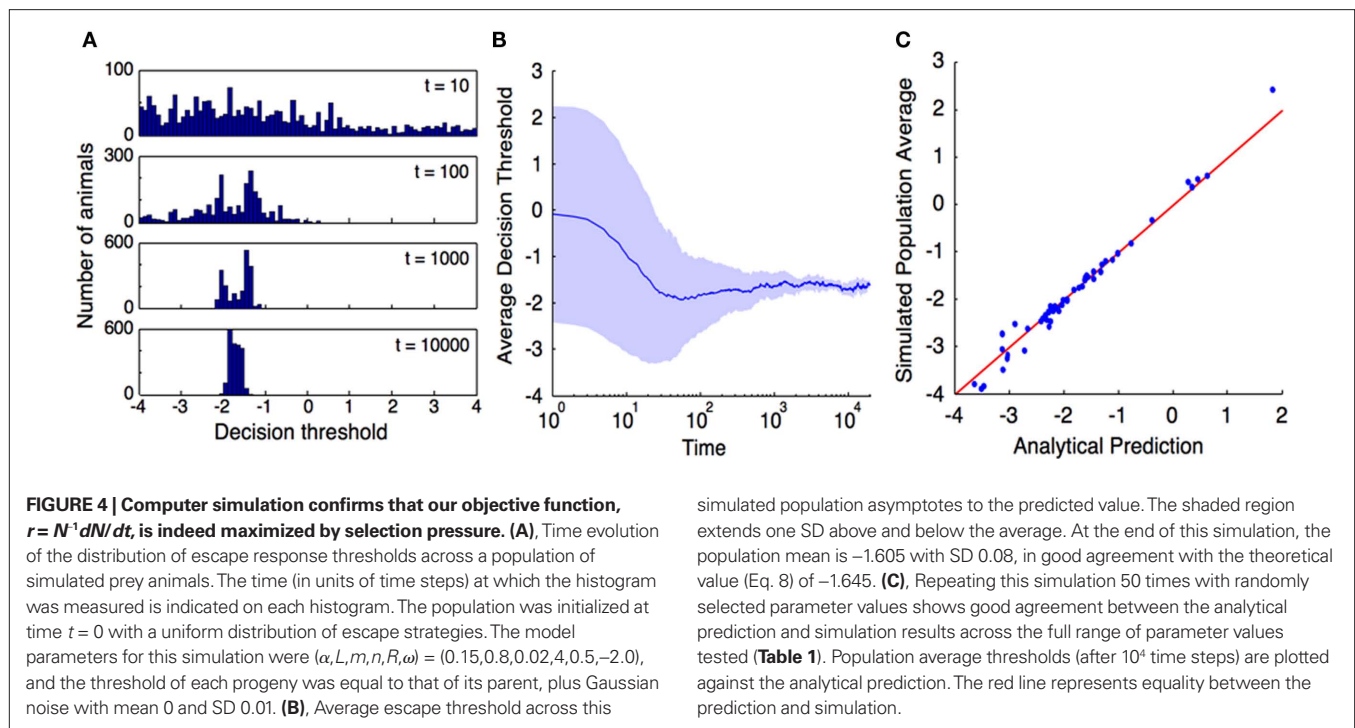 A
100
0
t = 10
300
0
t = 100
600
0
t = 1000
600
0
t = 10000
-4 -3 -2 -1 0 1 2 3 4
Number of animals
Decision threshold
B
3
2
1
0
-1
-2
-3
-4
10⁰ 10¹ 10² 10³ 10⁴
Average Decision Threshold
Time
C
3
2
1
0
-1
-2
-3
-4
-4 -3 -2 -1 0 1 2
Simulated Population Average
Analytical Prediction
FIGURE 4 | Computer simulation confirms that our objective function,
r = N⁻¹dN/dt, is indeed maximized by selection pressure. (A), Time evolution
of the distribution of escape response thresholds across a population of
simulated prey animals. The time (in units of time steps) at which the histogram
was measured is indicated on each histogram. The population was initialized at
time t = 0 with a uniform distribution of escape strategies. The model
parameters for this simulation were (α,L,m,n,R,ω) = (0.15,0.8,0.02,4,0.5,–2.0),
and the threshold of each progeny was equal to that of its parent, plus Gaussian
noise with mean 0 and SD 0.01. (B), Average escape threshold across this
simulated population asymptotes to the predicted value. The shaded region
extends one SD above and below the average. At the end of this simulation, the
population mean is –1.605 with SD 0.08, in good agreement with the theoretical
value (Eq. 8) of –1.645. (C), Repeating this simulation 50 times with randomly
selected parameter values shows good agreement between the analytical
prediction and simulation results across the full range of parameter values
tested (Table 1). Population average thresholds (after 10⁴ time steps) are plotted
against the analytical prediction. The red line represents equality between the
prediction and simulation.